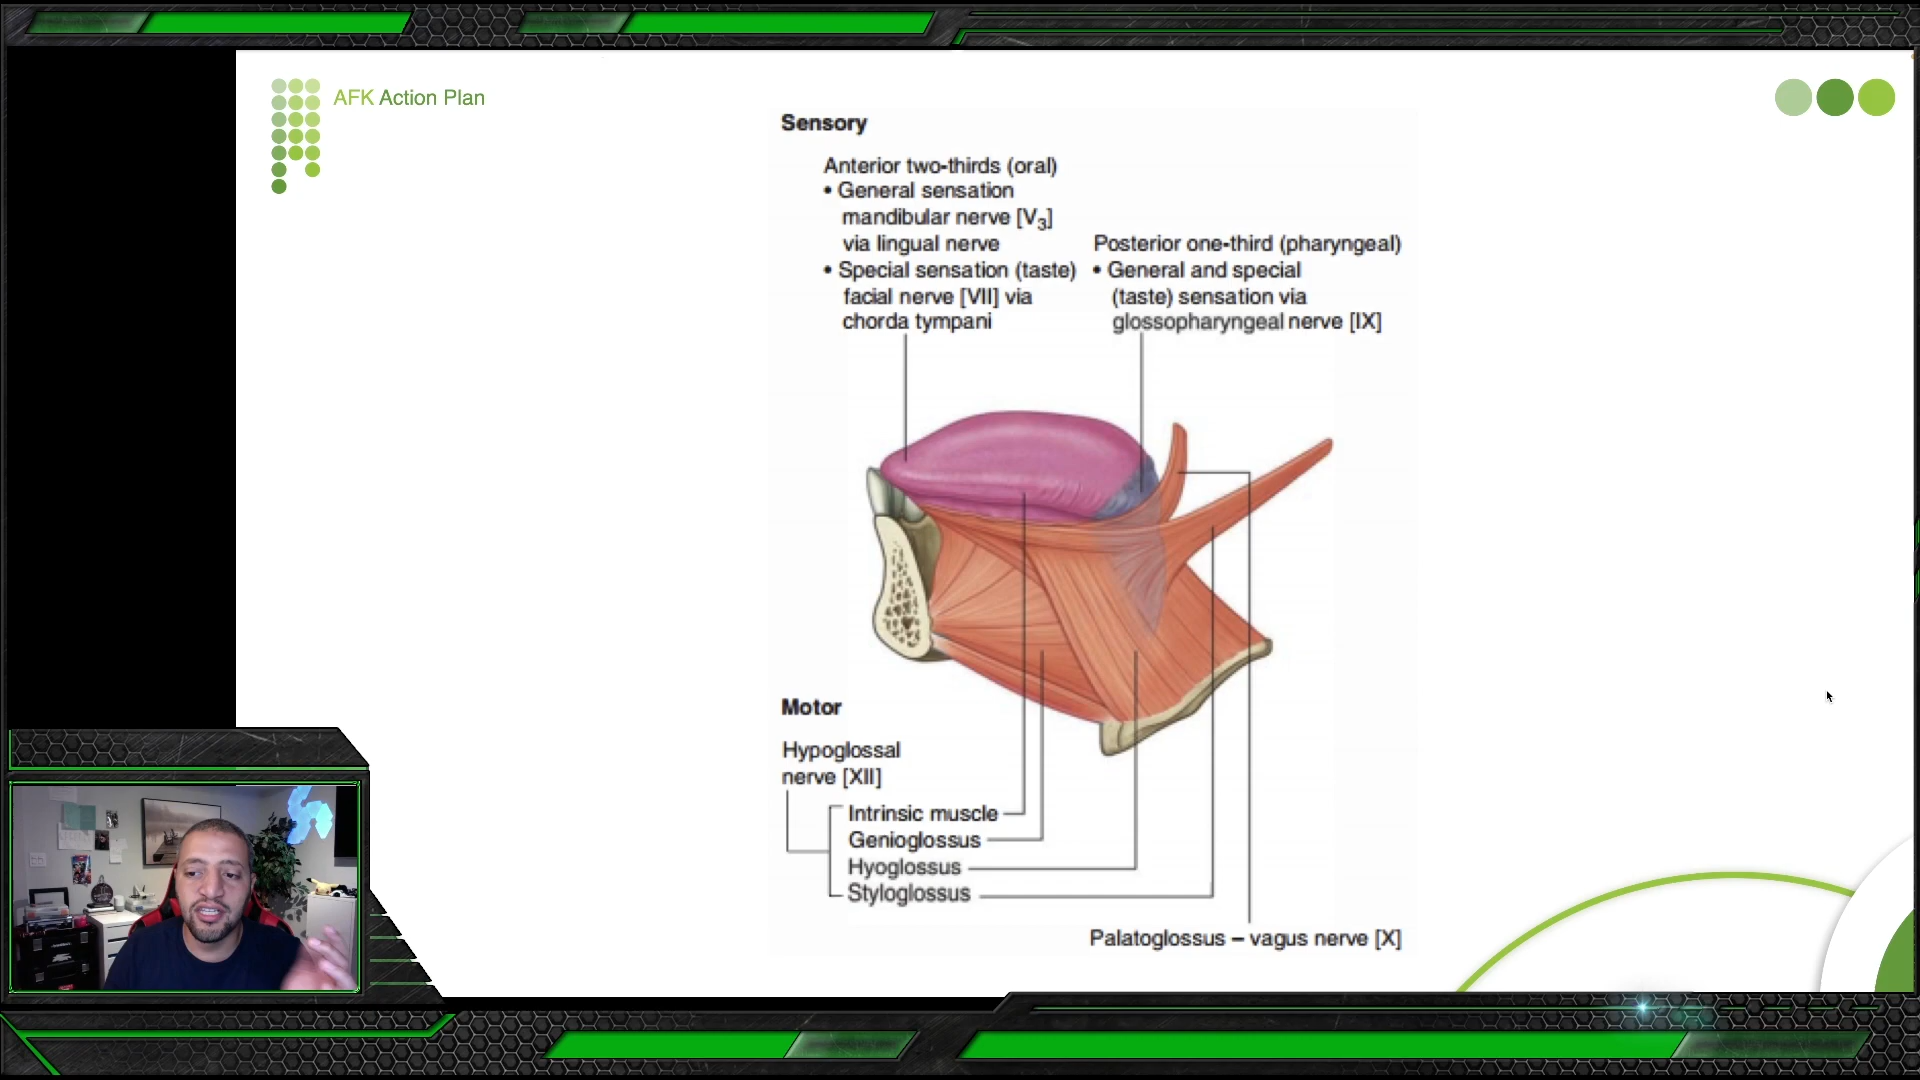 AFK Action Plan
Sensory
Anterior two-thirds (oral)
• General sensation
mandibular nerve [V3]
via lingual nerve
• Special sensation (taste)
facial nerve [VII] via
chorda tympani
Posterior one-third (pharyngeal)
• General and special
(taste) sensation via
glossopharyngeal nerve [IX]
Motor
Hypoglossal
nerve [XII]
Intrinsic muscle
Genioglossus
Hyoglossus
Styloglossus
Palatoglossus – vagus nerve [X]